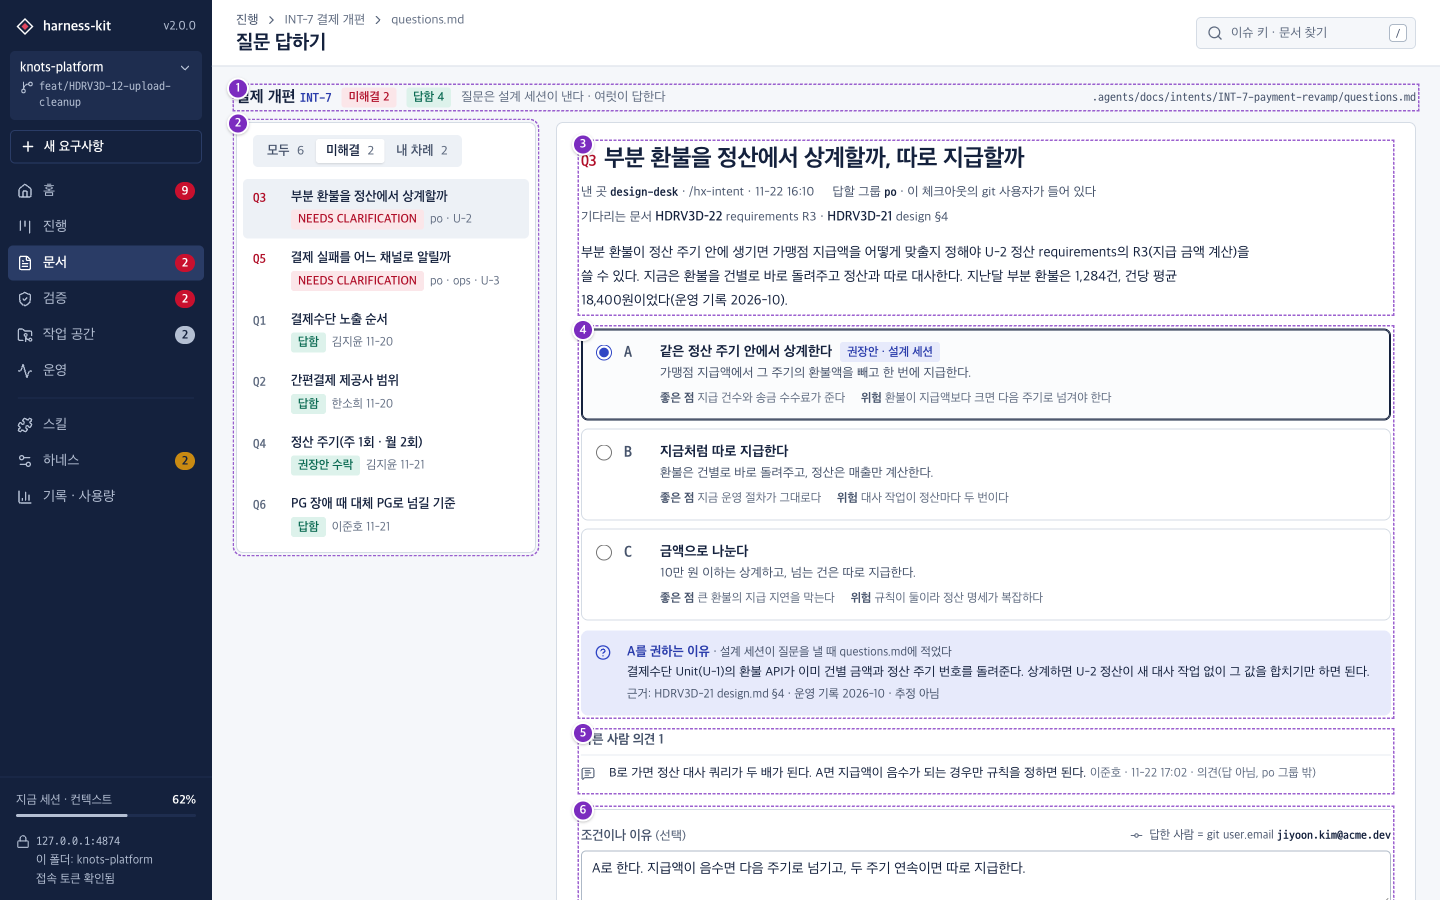 harness-kit v2.0.0
knots-platform
feat/HDRV3D-12-upload-
cleanup
새 요구사항
홈 9
진행
문서 2
검증 2
작업 공간 2
운영
스킬
하네스 2
기록 · 사용량
지금 세션 · 컨텍스트 62%
127.0.0.1:4874
이 폴더: knots-platform
접속 토큰 확인됨
진행 > INT-7 결제 개편 > questions.md
질문 답하기
이슈 키 · 문서 찾기 /
1
결제 개편 INT-7 미해결 2 답함 4 질문은 설계 세션이 낸다 · 여럿이 답한다 .agents/docs/intents/INT-7-payment-revamp/questions.md
2
모두 6 미해결 2 내 차례 2
Q3 부분 환불을 정산에서 상계할까
NEEDS CLARIFICATION po · U-2
Q5 결제 실패를 어느 채널로 알릴까
NEEDS CLARIFICATION po · ops · U-3
Q1 결제수단 노출 순서
답함 김지윤 11-20
Q2 간편결제 제공사 범위
답함 한소희 11-20
Q4 정산 주기(주 1회 · 월 2회)
권장안 수락 김지윤 11-21
Q6 PG 장애 때 대체 PG로 넘길 기준
답함 이준호 11-21
3
Q3 부분 환불을 정산에서 상계할까, 따로 지급할까
낸 곳 design-desk · /hx-intent · 11-22 16:10 답할 그룹 po · 이 체크아웃의 git 사용자가 들어 있다
기다리는 문서 HDRV3D-22 requirements R3 · HDRV3D-21 design §4
부분 환불이 정산 주기 안에 생기면 가맹점 지급액을 어떻게 맞출지 정해야 U-2 정산 requirements의 R3(지급 금액 계산)을
쓸 수 있다. 지금은 환불을 건별로 바로 돌려주고 정산과 따로 대사한다. 지난달 부분 환불은 1,284건, 건당 평균
18,400원이었다(운영 기록 2026-10).
4
A 같은 정산 주기 안에서 상계한다 권장안 · 설계 세션
가맹점 지급액에서 그 주기의 환불액을 빼고 한 번에 지급한다.
좋은 점 지급 건수와 송금 수수료가 준다 위험 환불이 지급액보다 크면 다음 주기로 넘겨야 한다
B 지금처럼 따로 지급한다
환불은 건별로 바로 돌려주고, 정산은 매출만 계산한다.
좋은 점 지금 운영 절차가 그대로다 위험 대사 작업이 정산마다 두 번이다
C 금액으로 나눈다
10만 원 이하는 상계하고, 넘는 건은 따로 지급한다.
좋은 점 큰 환불의 지급 지연을 막는다 위험 규칙이 둘이라 정산 명세가 복잡하다
A를 권하는 이유 · 설계 세션이 질문을 낼 때 questions.md에 적었다
결제수단 Unit(U-1)의 환불 API가 이미 건별 금액과 정산 주기 번호를 돌려준다. 상계하면 U-2 정산이 새 대사 작업 없이 그 값을 합치기만 하면 된다.
근거: HDRV3D-21 design.md §4 · 운영 기록 2026-10 · 추정 아님
5
른 사람 의견 1
B로 가면 정산 대사 쿼리가 두 배가 된다. A면 지급액이 음수가 되는 경우만 규칙을 정하면 된다. 이준호 · 11-22 17:02 · 의견(답 아님, po 그룹 밖)
6
조건이나 이유 (선택) 답한 사람 = git user.email jiyoon.kim@acme.dev
A로 한다. 지급액이 음수면 다음 주기로 넘기고, 두 주기 연속이면 따로 지급한다.